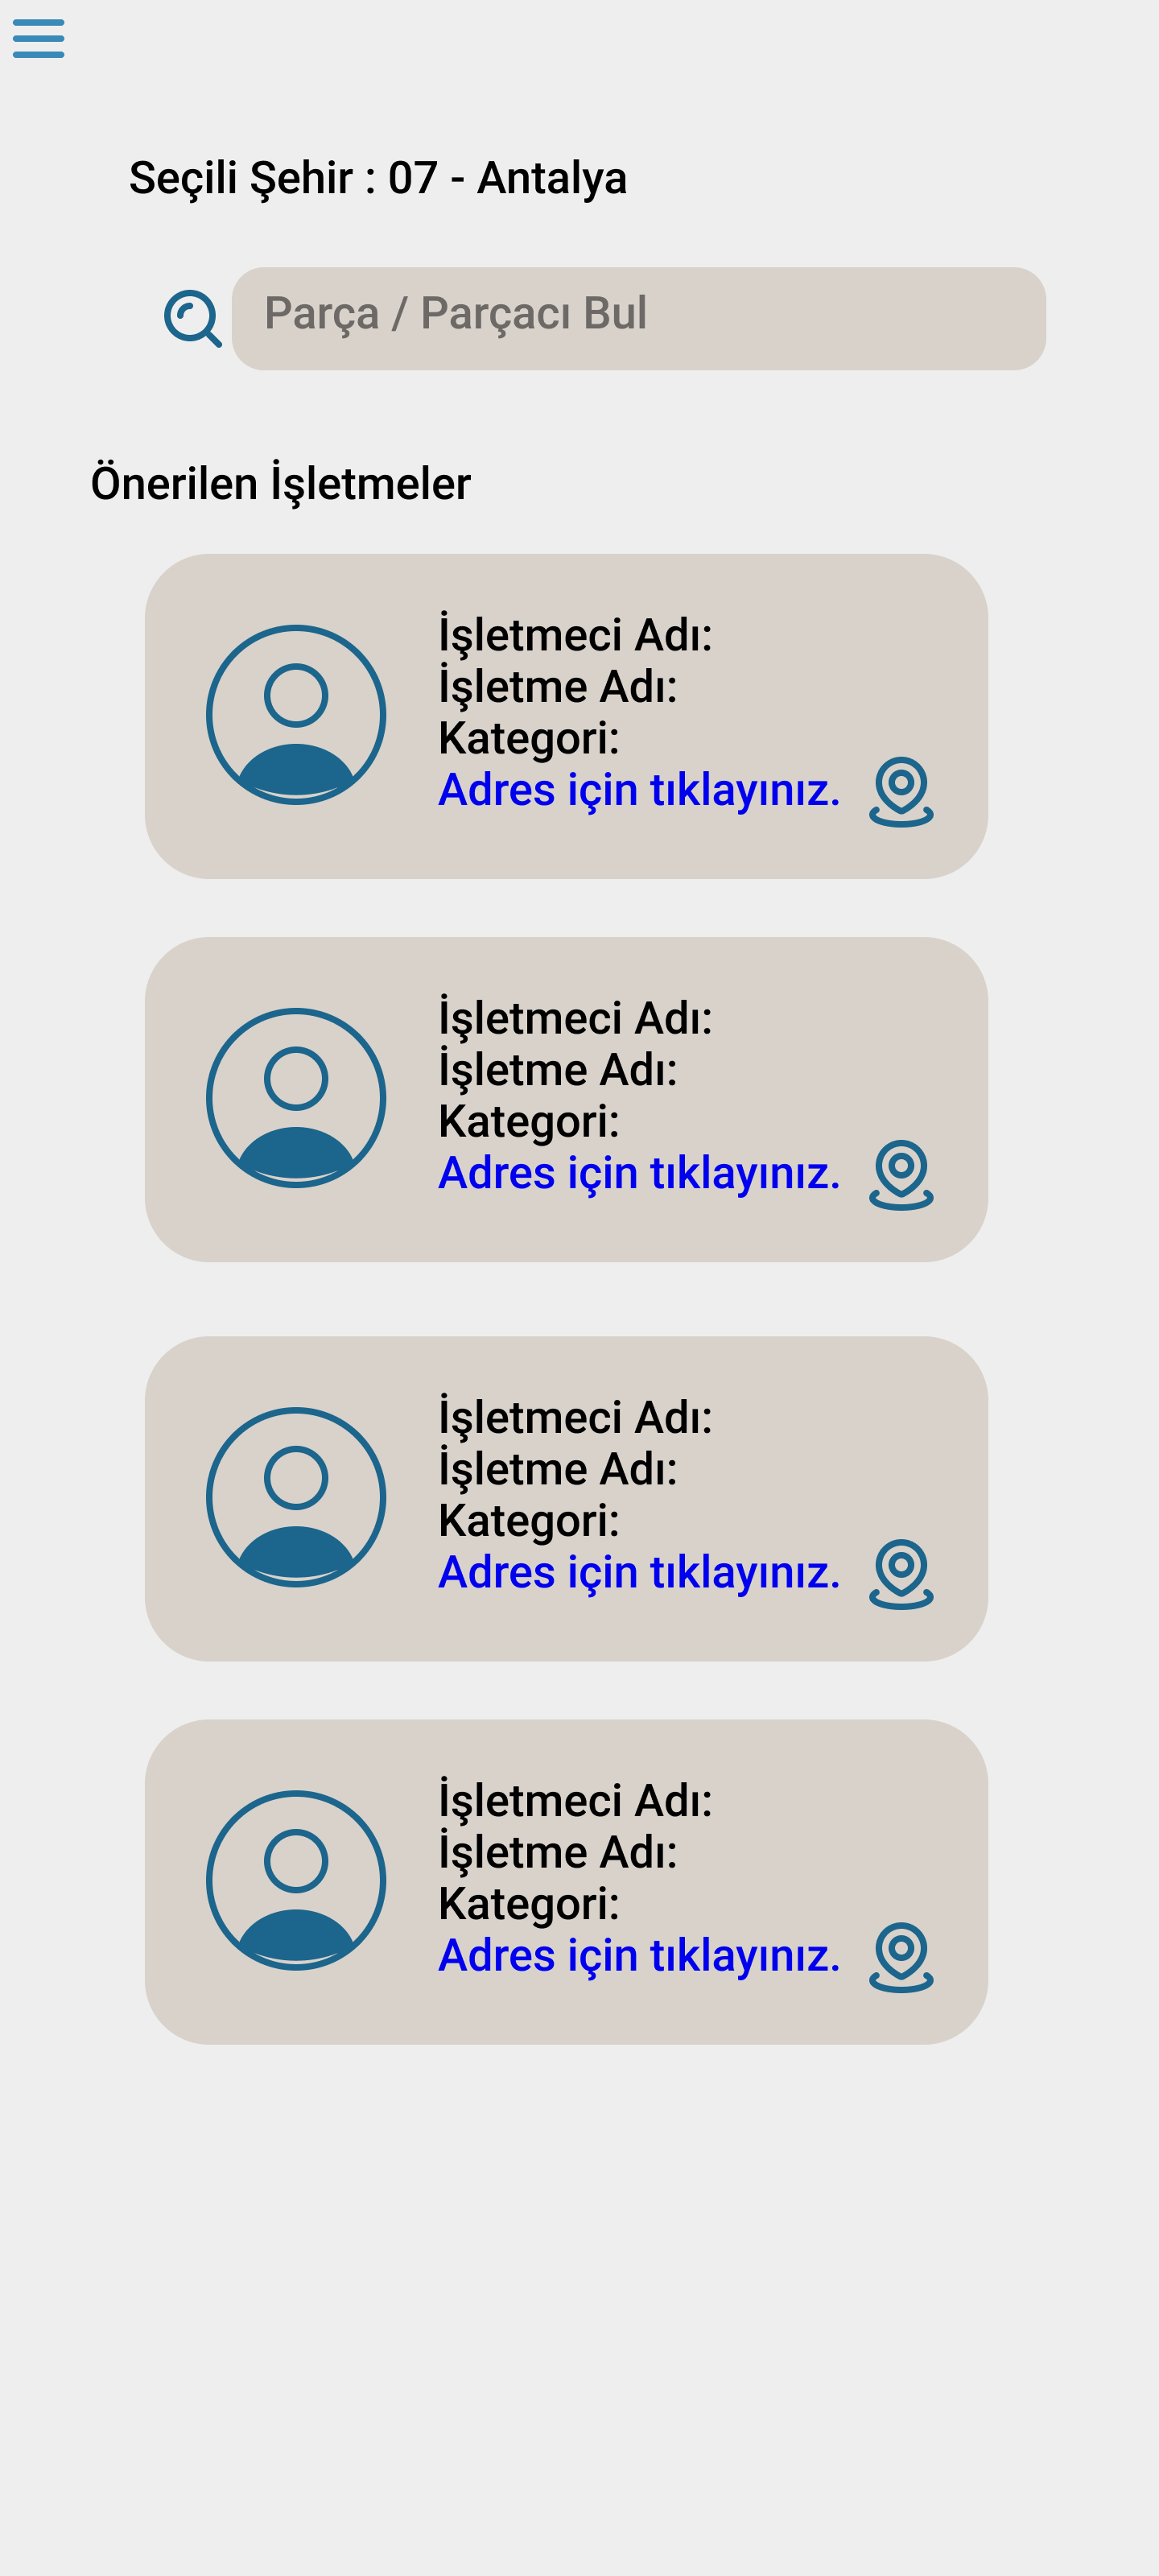 Seçili Şehir : 07 - Antalya
Parça / Parçacı Bul
Önerilen İşletmeler
İşletmeci Adı:
İşletme Adı:
Kategori:
Adres için tıklayınız.
İşletmeci Adı:
İşletme Adı:
Kategori:
Adres için tıklayınız.
İşletmeci Adı:
İşletme Adı:
Kategori:
Adres için tıklayınız.
İşletmeci Adı:
İşletme Adı:
Kategori:
Adres için tıklayınız.